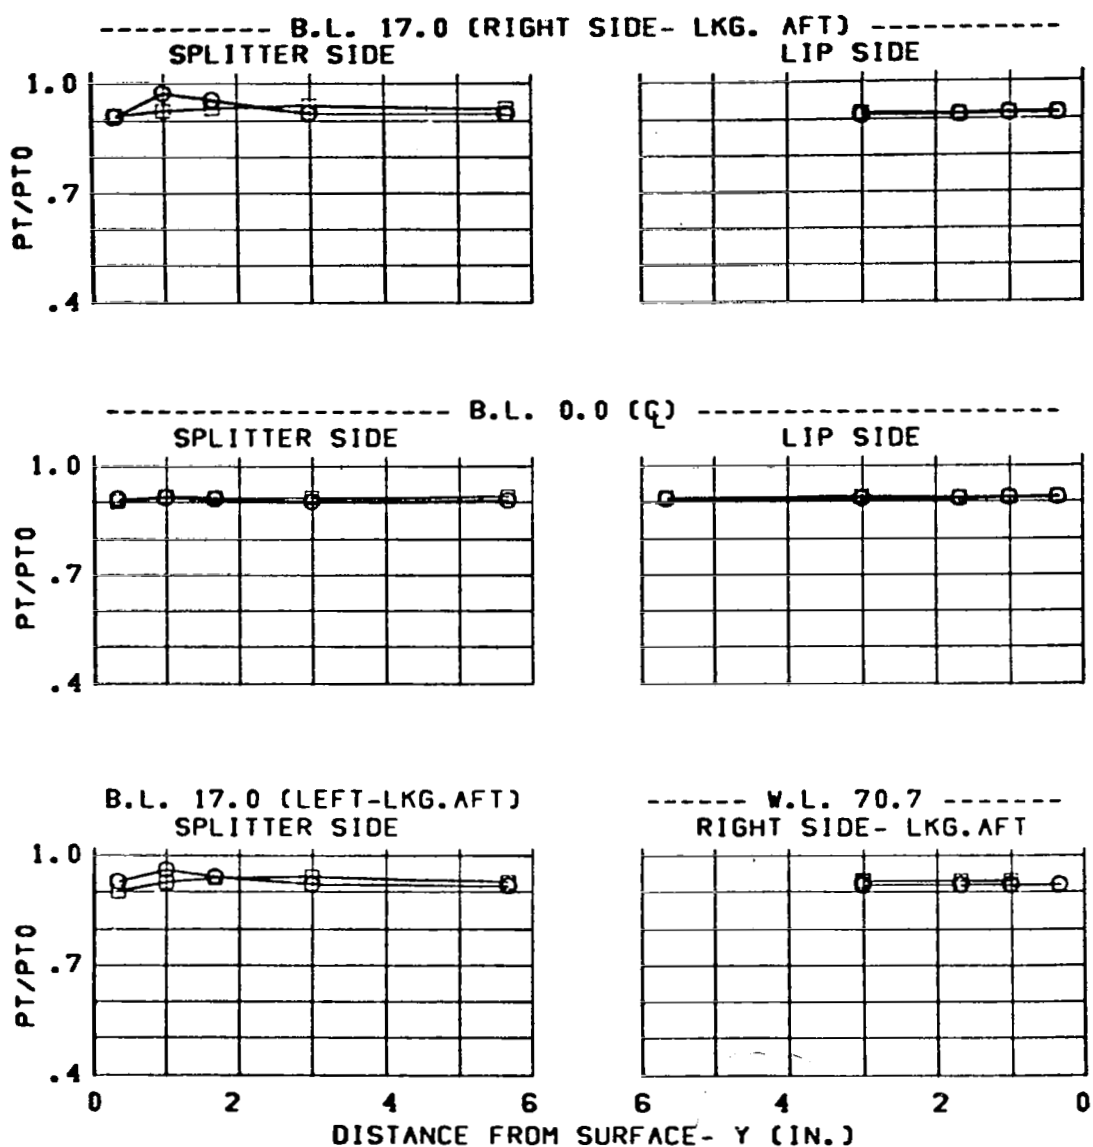 ---------- B.L. 17.0 (RIGHT SIDE- LKG. AFT) ----------
SPLITTER SIDE LIP SIDE
1.0
.7
.4
PT/PTO
-------------------- B.L. 0.0 (℄) ---------------------
SPLITTER SIDE LIP SIDE
1.0
.7
.4
PT/PTO
B.L. 17.0 (LEFT-LKG.AFT) ------ W.L. 70.7 -------
SPLITTER SIDE RIGHT SIDE- LKG.AFT
1.0
.7
.4
PT/PTO
0 2 4 6 6 4 2 0
DISTANCE FROM SURFACE- Y (IN.)